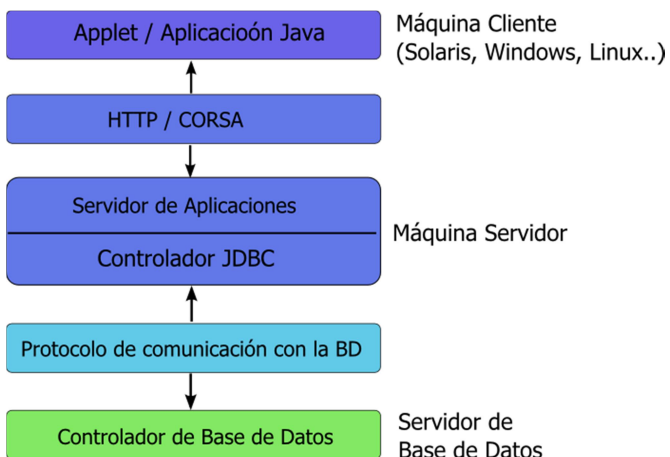 Applet / Aplicacioón Java
Máquina Cliente
(Solaris, Windows, Linux..)
HTTP / CORSA
Servidor de Aplicaciones
Controlador JDBC
Máquina Servidor
Protocolo de comunicación con la BD
Controlador de Base de Datos
Servidor de
Base de Datos